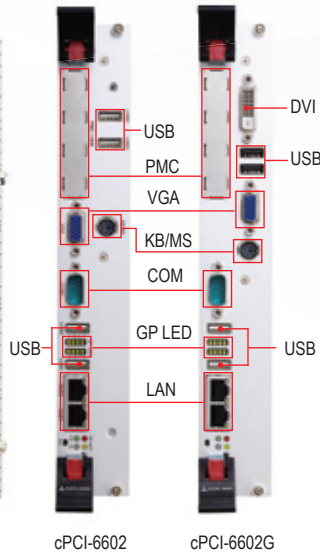 DVI
USB
USB
PMC
VGA
KB/MS
COM
GP LED
USB
USB
LAN
cPCI-6602
cPCI-6602G